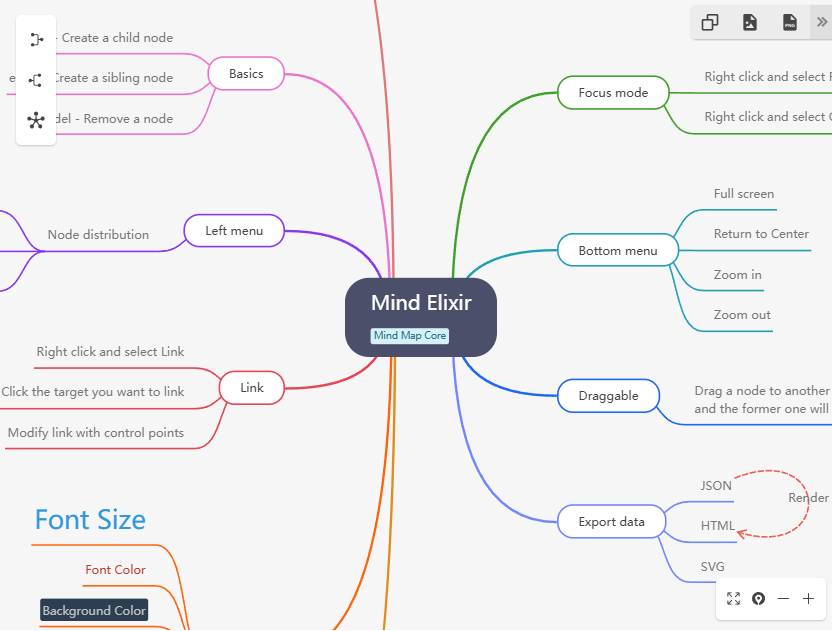 - Create a child node
Create a sibling node
del - Remove a node
Basics
Left menu
Node distribution
Right click and select Link
Click the target you want to link
Modify link with control points
Link
Font Size
Font Color
Background Color
Mind Elixir
Mind Map Core
Focus mode
Right click and select
Right click and select
Bottom menu
Full screen
Return to Center
Zoom in
Zoom out
Draggable
Drag a node to another
and the former one will
Export data
JSON
HTML
SVG
Render
PNG